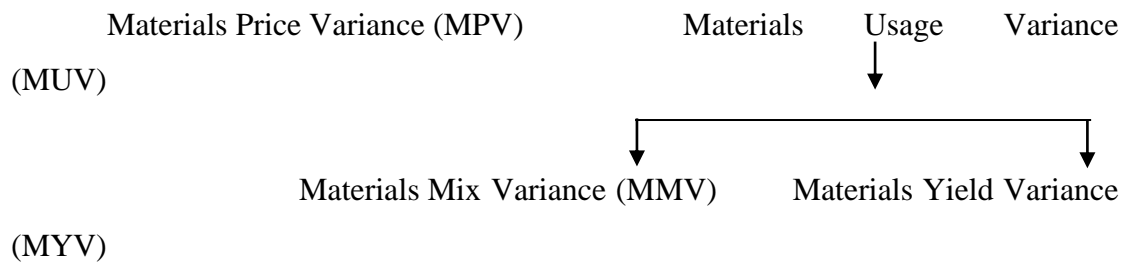 Materials Price Variance (MPV) Materials Usage Variance
(MUV)
Materials Mix Variance (MMV) Materials Yield Variance
(MYV)